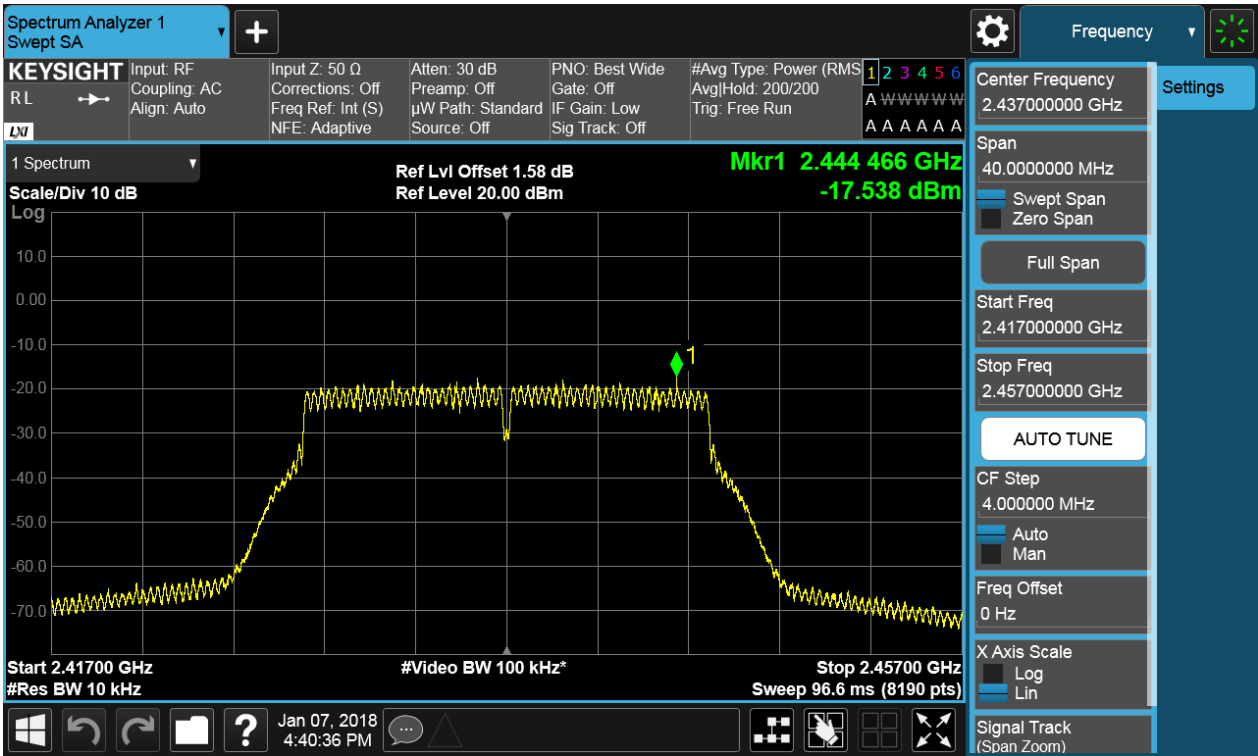 Spectrum Analyzer 1
Swept SA
Frequency
KEYSIGHT
R L
LXI
Input: RF
Coupling: AC
Align: Auto
Input Z: 50 Ω
Corrections: Off
Freq Ref: Int (S)
NFE: Adaptive
Atten: 30 dB
Preamp: Off
µW Path: Standard
Source: Off
PNO: Best Wide
Gate: Off
IF Gain: Low
Sig Track: Off
#Avg Type: Power (RMS
Avg|Hold: 200/200
Trig: Free Run
1 2 3 4 5 6
A W W W W W
A A A A A A
1 Spectrum
Scale/Div 10 dB
Log
Ref Lvl Offset 1.58 dB
Ref Level 20.00 dBm
Mkr1 2.444 466 GHz
-17.538 dBm
10.0
0.00
-10.0
-20.0
-30.0
-40.0
-50.0
-60.0
-70.0
1
Start 2.41700 GHz
#Res BW 10 kHz
#Video BW 100 kHz*
Stop 2.45700 GHz
Sweep 96.6 ms (8190 pts)
Settings
Center Frequency
2.437000000 GHz
Span
40.0000000 MHz
Swept Span
Zero Span
Full Span
Start Freq
2.417000000 GHz
Stop Freq
2.457000000 GHz
AUTO TUNE
CF Step
4.000000 MHz
Auto
Man
Freq Offset
0 Hz
X Axis Scale
Log
Lin
Signal Track
(Span Zoom)
?
Jan 07, 2018
4:40:36 PM